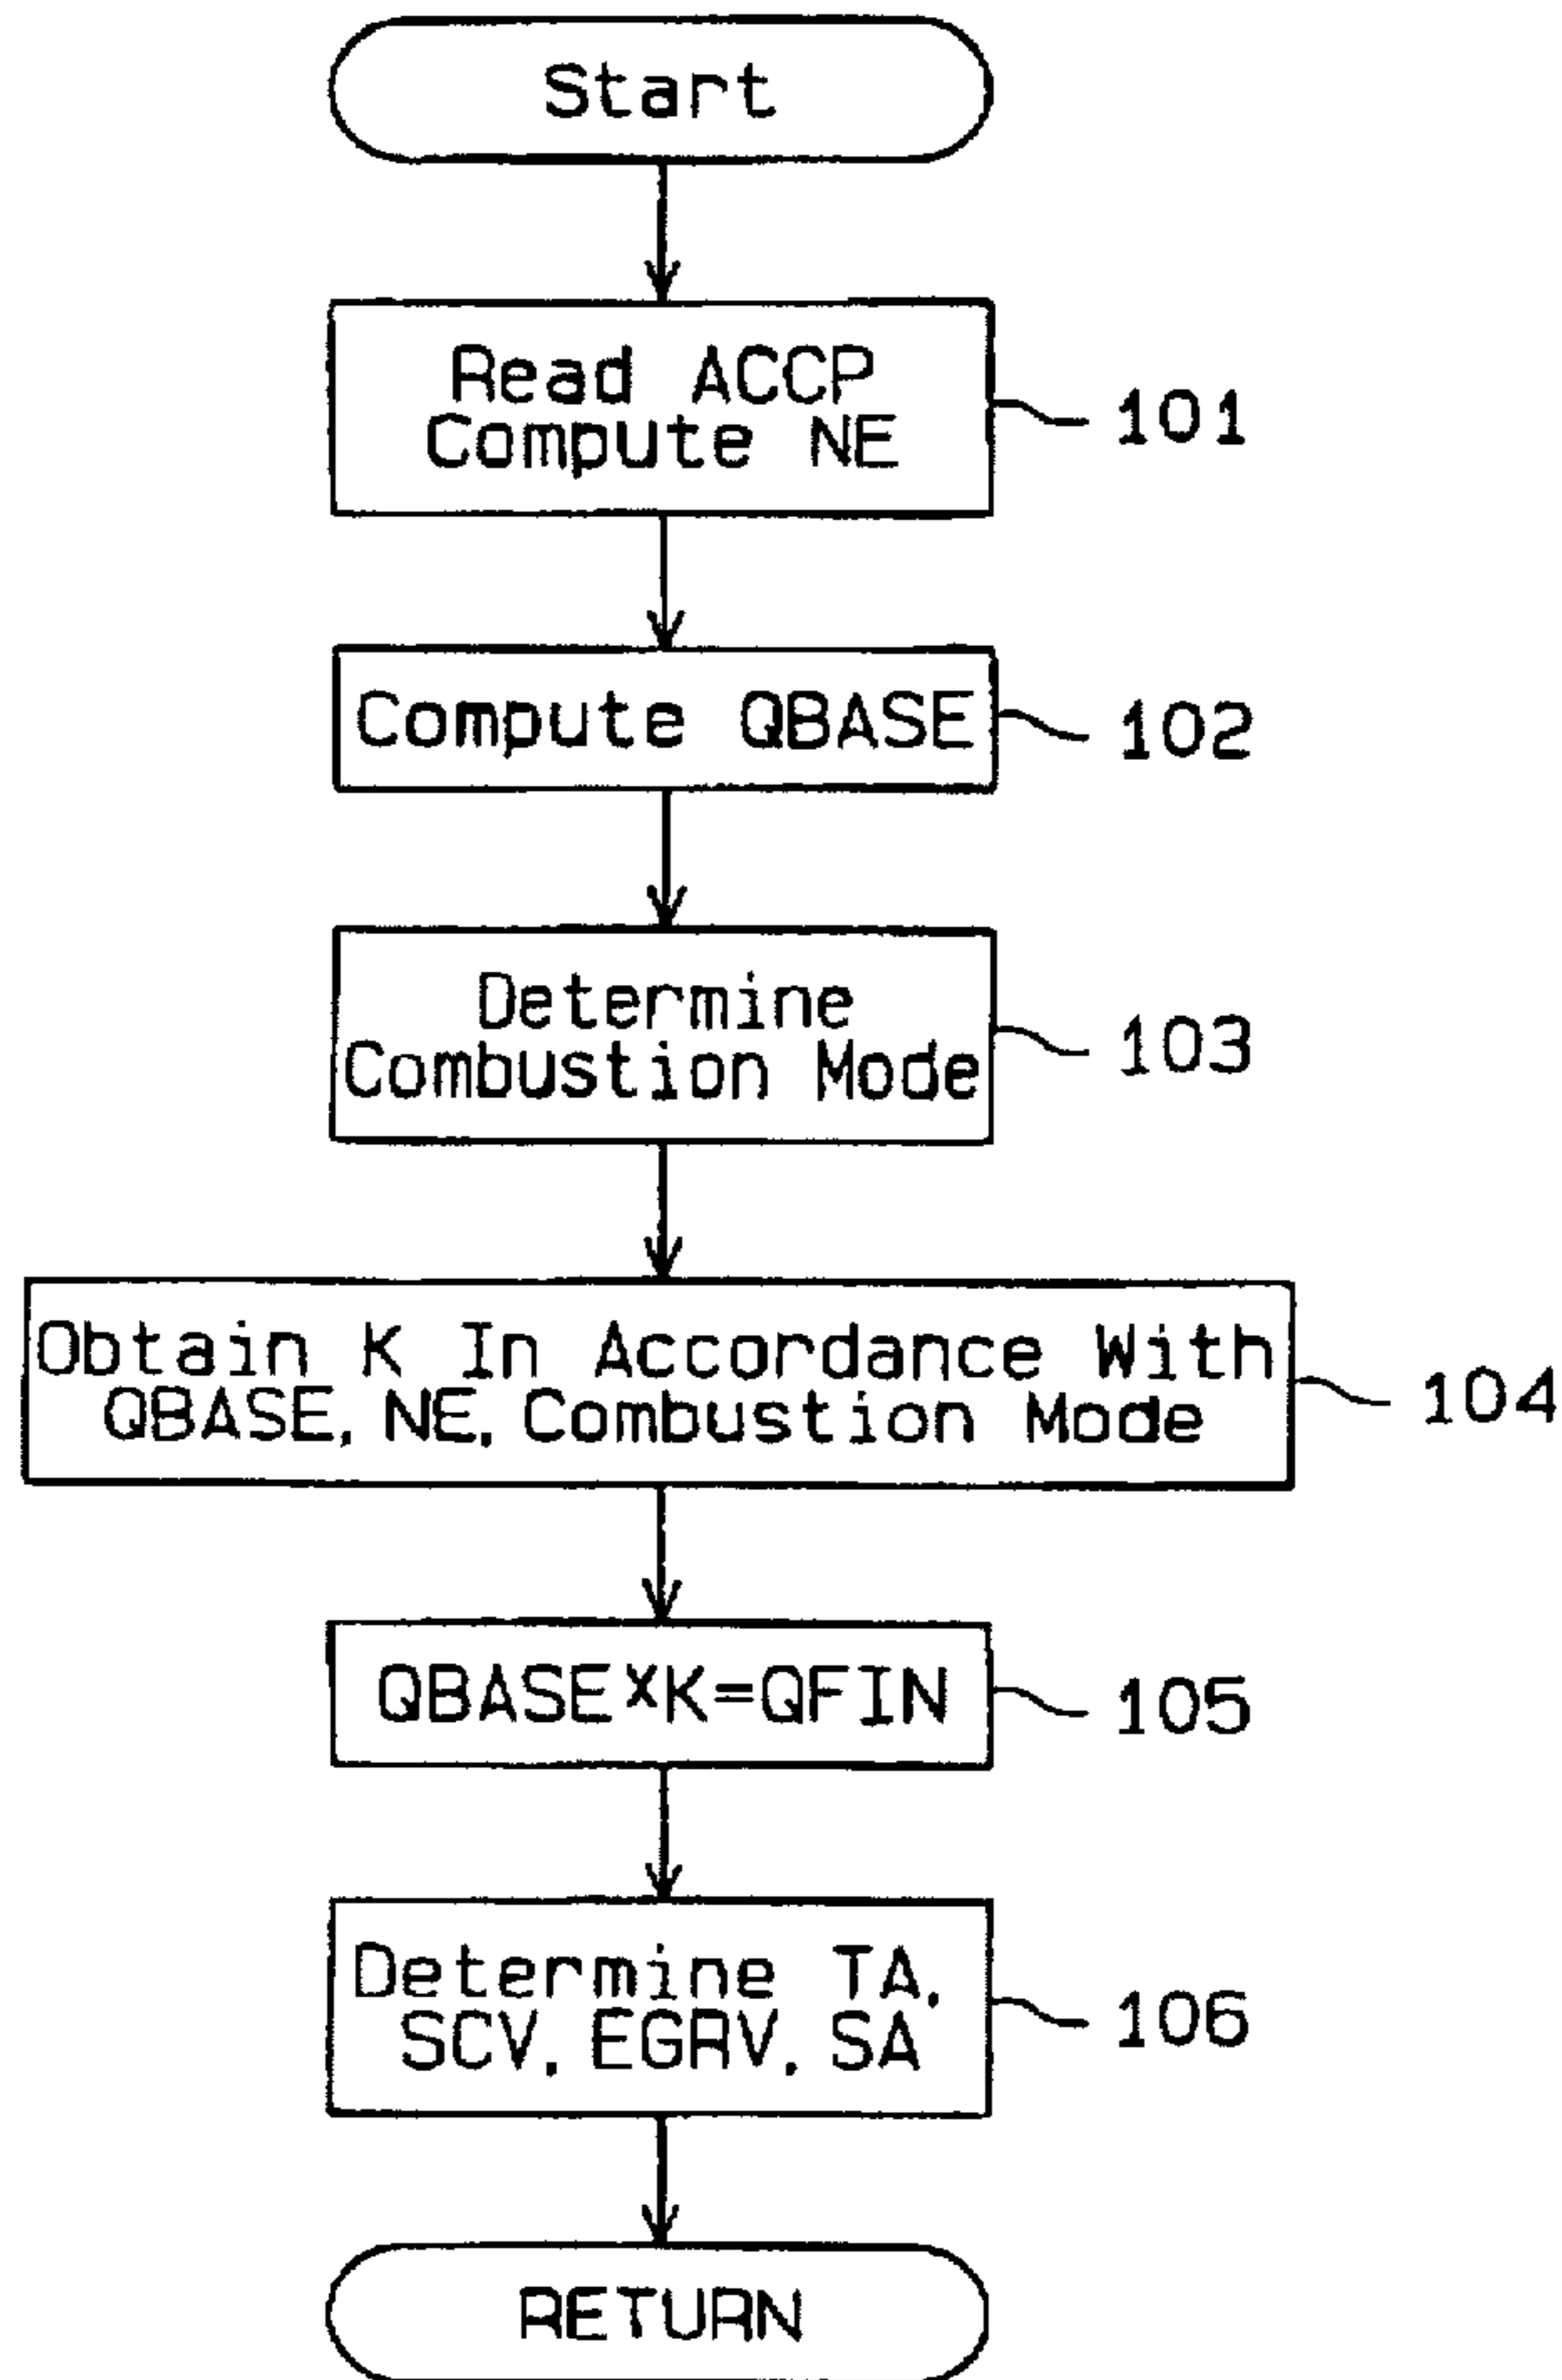 Start
Read ACCP
Compute NE
101
Compute QBASE
102
Determine
Combustion Mode
103
Obtain K In Accordance With
QBASE, NE, Combustion Mode
104
QBASE×K=QFIN
105
Determine TA,
SCV, EGRV, SA
106
RETURN